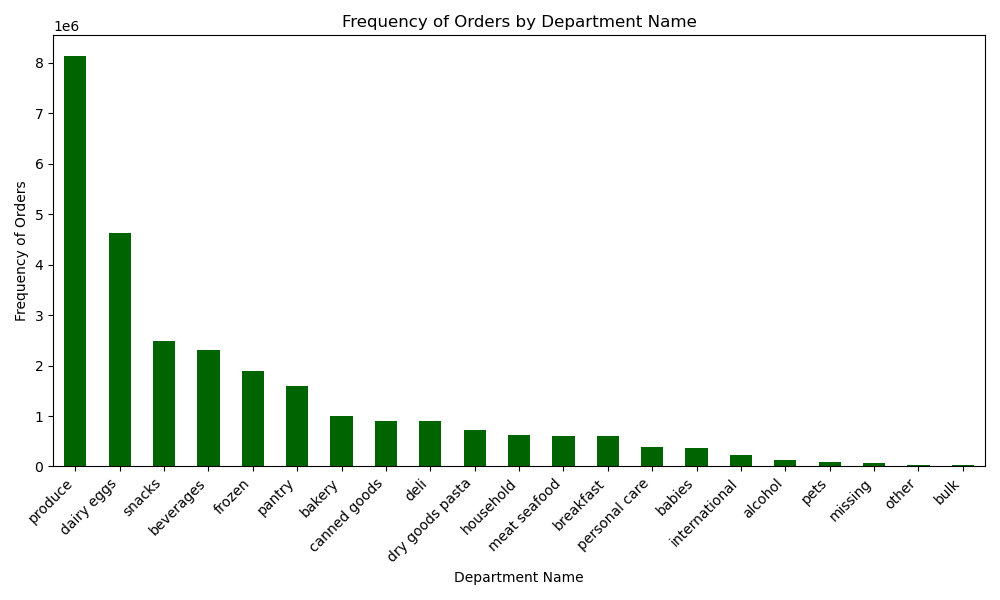 Frequency of Orders by Department Name
1e6
8
7
6
5
4
3
2
1
0
Frequency of Orders
produce
dairy eggs
snacks
beverages
frozen
pantry
bakery
canned goods
deli
dry goods pasta
household
meat seafood
breakfast
personal care
babies
international
alcohol
pets
missing
other
bulk
Department Name